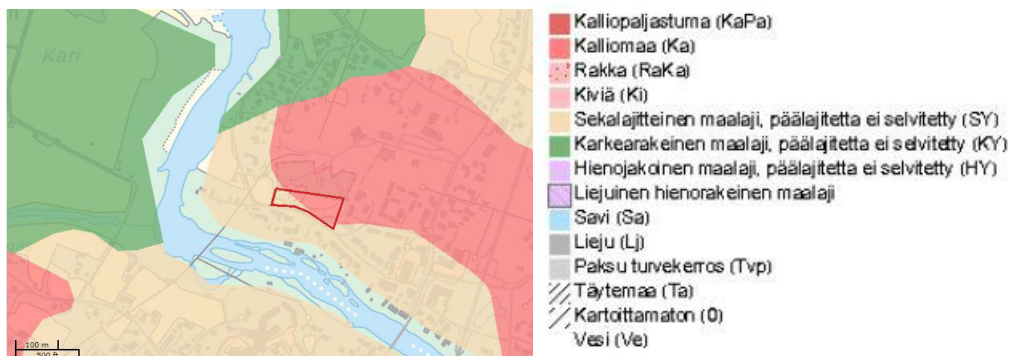 Kari
100 m
500 ft
Kalliopaljastuma (KaPa)
Kalliomaa (Ka)
Rakka (RaKa)
Kiviä (Ki)
Sekalajitteinen maalaji, päälajitetta ei selvitetty (SY)
Karkearakeinen maalaji, päälajitetta ei selvitetty (KY)
Hienojakoinen maalaji, päälajitetta ei selvitetty (HY)
Liejuinen hienorakeinen maalaji
Savi (Sa)
Lieju (Lj)
Paksu turvekerros (Tvp)
Täytemaa (Ta)
Kartoittamaton (0)
Vesi (Ve)